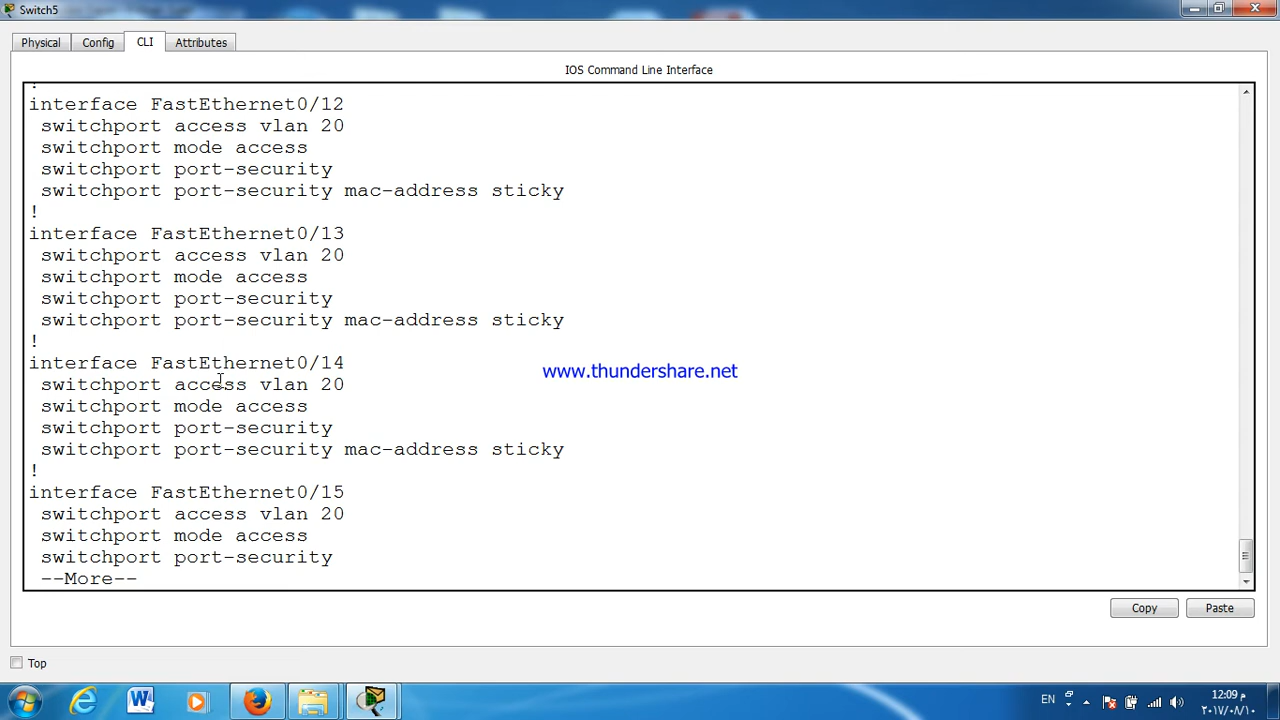 Switch5
Physical
Config
CLI
Attributes
IOS Command Line Interface
!
interface FastEthernet0/12
switchport access vlan 20
switchport mode access
switchport port-security
switchport port-security mac-address sticky
!
interface FastEthernet0/13
switchport access vlan 20
switchport mode access
switchport port-security
switchport port-security mac-address sticky
!
interface FastEthernet0/14
switchport access vlan 20
switchport mode access
switchport port-security
switchport port-security mac-address sticky
!
interface FastEthernet0/15
switchport access vlan 20
switchport mode access
switchport port-security
--More--
www.thundershare.net
Copy
Paste
Top
EN
12:09 م
٢٠١٧/٠٨/١٠